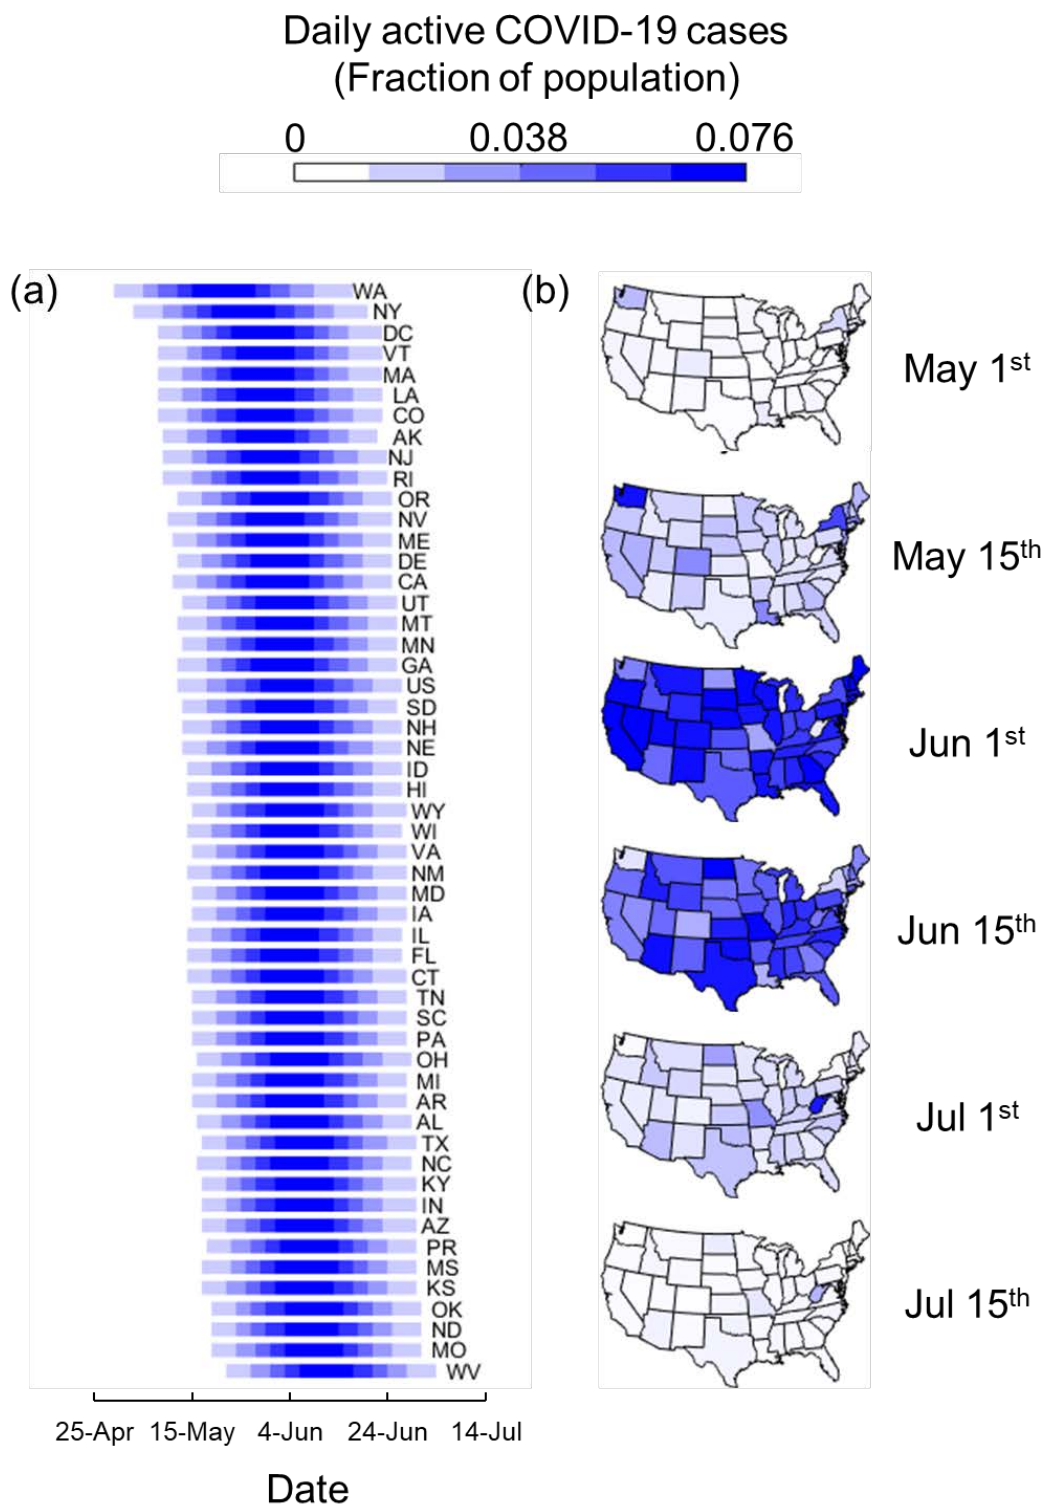 Daily active COVID-19 cases
(Fraction of population)
0 0.038 0.076
(a)
WA
NY
DC
VT
MA
LA
CO
AK
NJ
RI
OR
NV
ME
DE
CA
UT
MT
MN
GA
US
SD
NH
NE
ID
HI
WY
WI
VA
NM
MD
IA
IL
FL
CT
TN
SC
PA
OH
MI
AR
AL
TX
NC
KY
IN
AZ
PR
MS
KS
OK
ND
MO
WV
25-Apr 15-May 4-Jun 24-Jun 14-Jul
Date
(b)
May 1st
May 15th
Jun 1st
Jun 15th
Jul 1st
Jul 15th